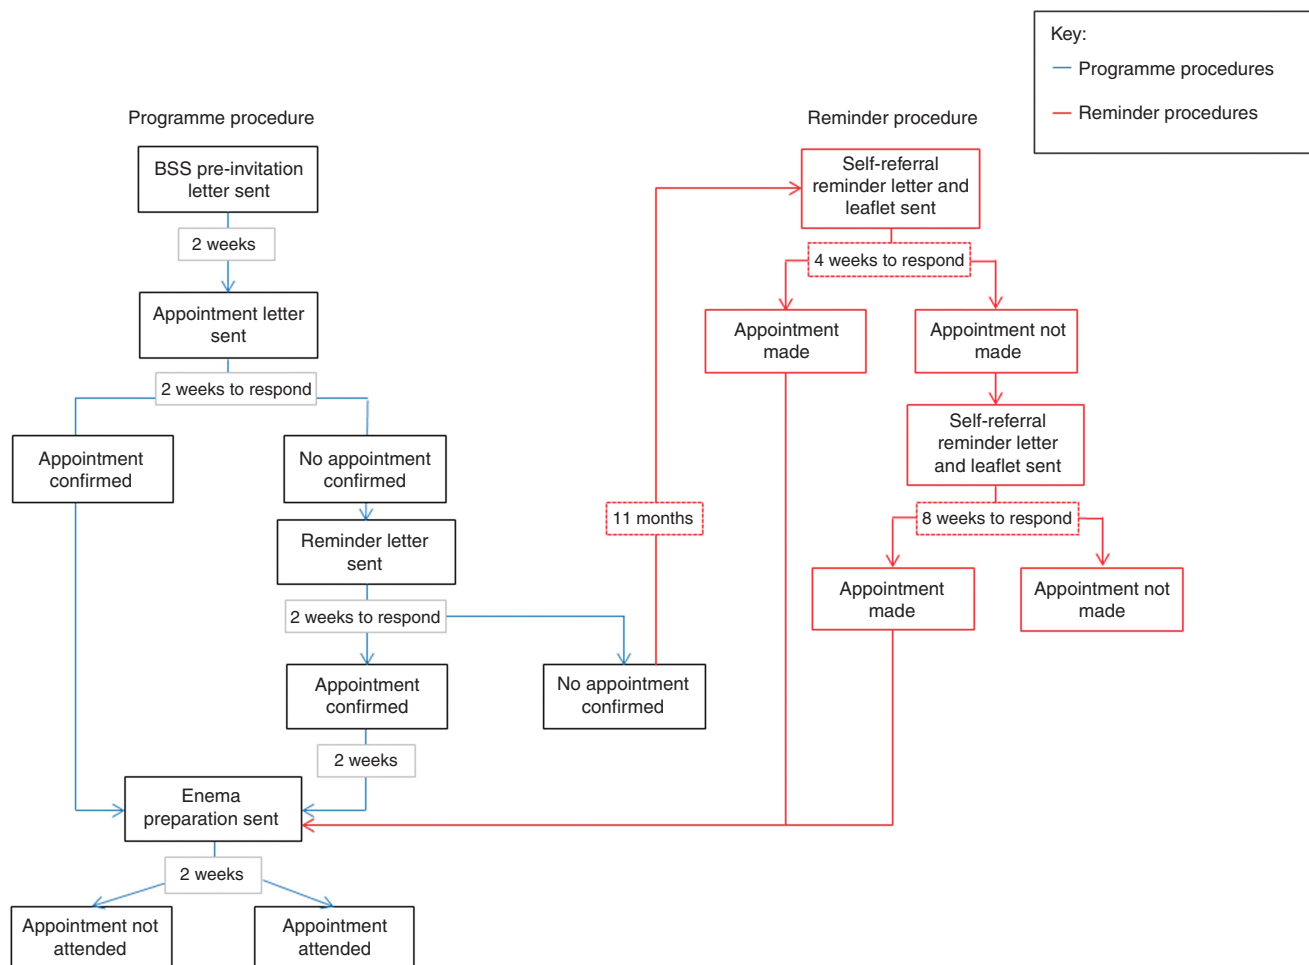 Key:
Programme procedures
Reminder procedures
Programme procedure
BSS pre-invitation
letter sent
2 weeks
Appointment letter
sent
2 weeks to respond
Appointment
confirmed
No appointment
confirmed
Reminder letter
sent
2 weeks to respond
Appointment
confirmed
No appointment
confirmed
2 weeks
Enema
preparation sent
2 weeks
Appointment not
attended
Appointment
attended
11 months
Reminder procedure
Self-referral
reminder letter and
leaflet sent
4 weeks to respond
Appointment
made
Appointment not
made
Self-referral
reminder letter
and leaflet sent
8 weeks to respond
Appointment
made
Appointment not
made